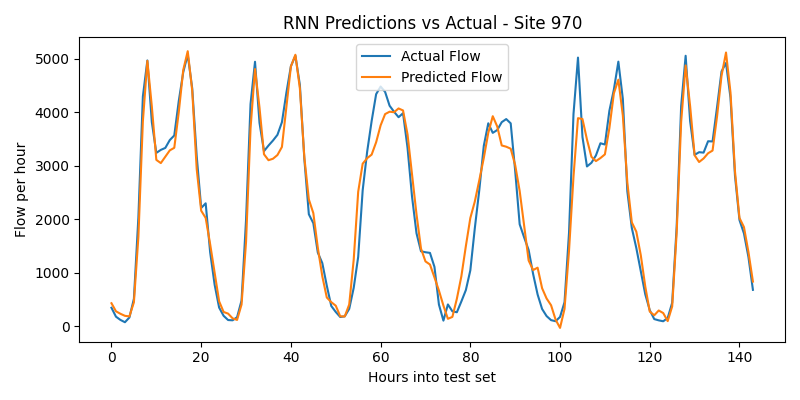 RNN Predictions vs Actual - Site 970
Actual Flow
Predicted Flow
Flow per hour
5000
4000
3000
2000
1000
0
0 20 40 60 80 100 120 140
Hours into test set